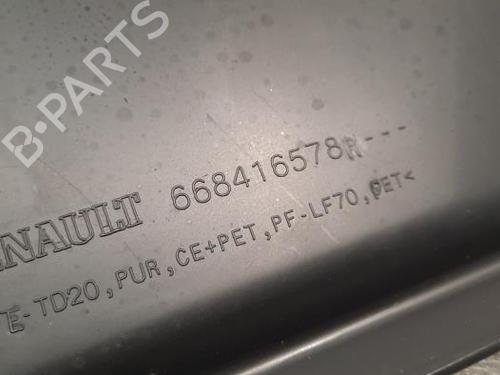 B-PARTS
RENAULT 668416578R---
E-TD20,PUR,CE+PET,PF-LF70,PET<